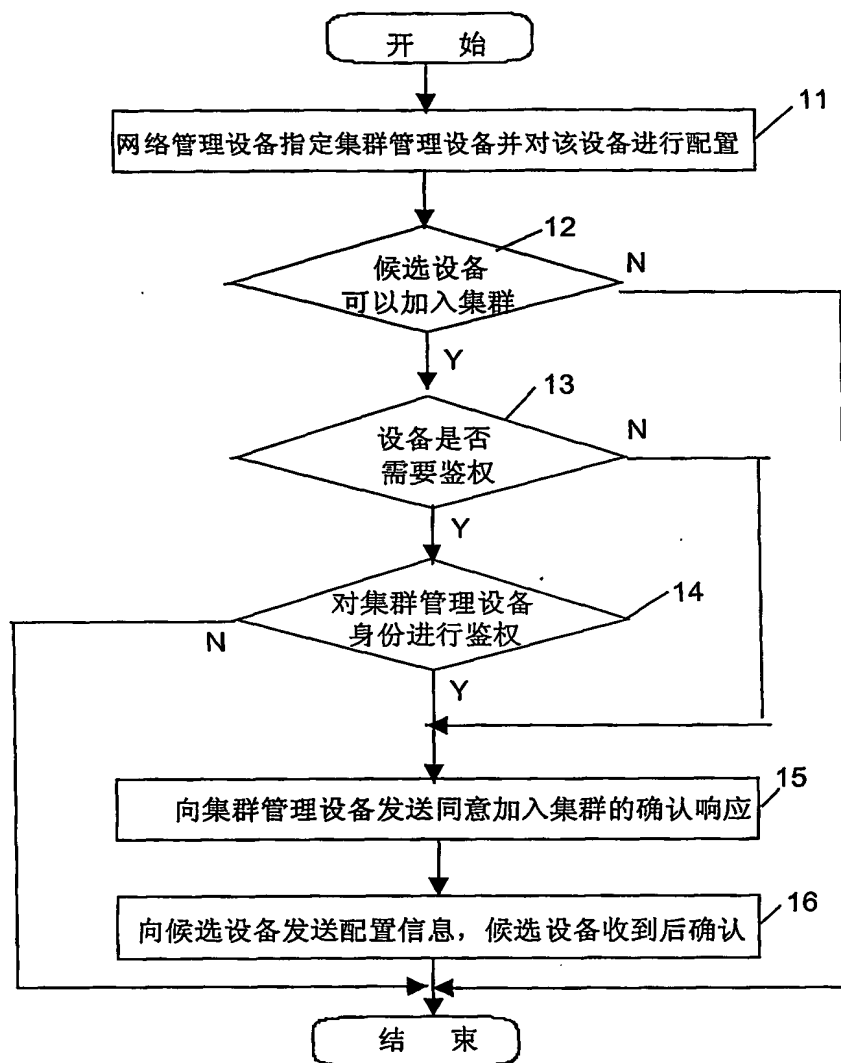 开 始
11
网络管理设备指定集群管理设备并对该设备进行配置
12
候选设备
可以加入集群
N
Y
13
设备是否
需要鉴权
N
Y
14
对集群管理设备
身份进行鉴权
N
Y
15
向集群管理设备发送同意加入集群的确认响应
16
向候选设备发送配置信息，候选设备收到后确认
结 束